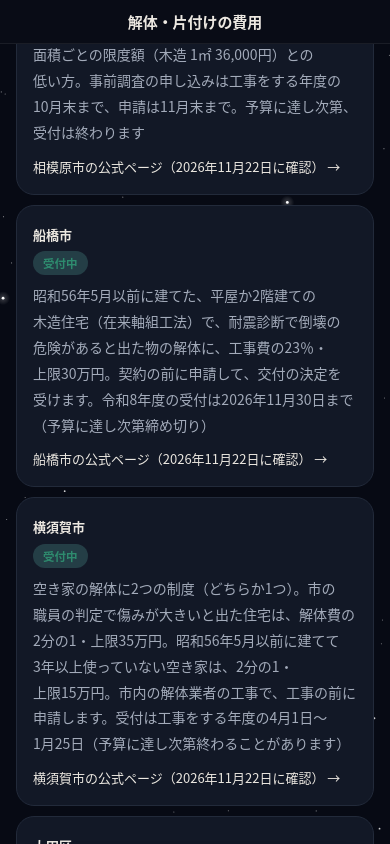 解体・片付けの費用
面積ごとの限度額（木造 1㎡ 36,000円）との
低い方。事前調査の申し込みは工事をする年度の
10月末まで、申請は11月末まで。予算に達し次第、
受付は終わります
相模原市の公式ページ（2026年11月22日に確認） →
船橋市
受付中
昭和56年5月以前に建てた、平屋か2階建ての
木造住宅（在来軸組工法）で、耐震診断で倒壊の
危険があると出た物の解体に、工事費の23%・
上限30万円。契約の前に申請して、交付の決定を
受けます。令和8年度の受付は2026年11月30日まで
（予算に達し次第締め切り）
船橋市の公式ページ（2026年11月22日に確認） →
横須賀市
受付中
空き家の解体に2つの制度（どちらか1つ）。市の
職員の判定で傷みが大きいと出た住宅は、解体費の
2分の1・上限35万円。昭和56年5月以前に建てて
3年以上使っていない空き家は、2分の1・
上限15万円。市内の解体業者の工事で、工事の前に
申請します。受付は工事をする年度の4月1日〜
1月25日（予算に達し次第終わることがあります）
横須賀市の公式ページ（2026年11月22日に確認） →